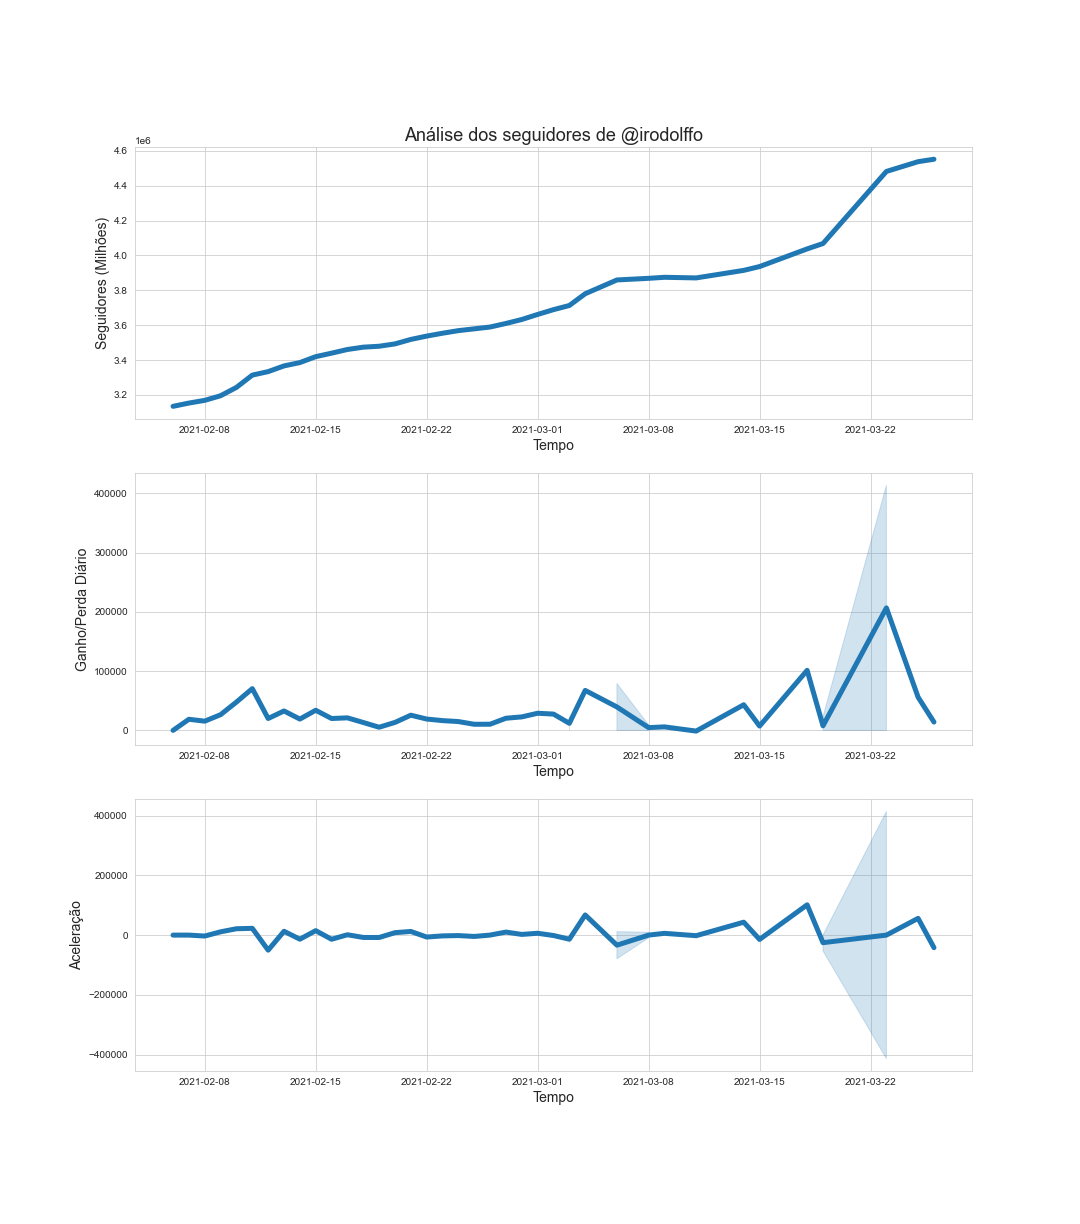 Análise dos seguidores de @irodolffo
1e6
4.6
4.4
4.2
4.0
3.8
3.6
3.4
3.2
Seguidores (Milhões)
2021-02-08 2021-02-15 2021-02-22 2021-03-01 2021-03-08 2021-03-15 2021-03-22
Tempo
400000
300000
200000
100000
0
Ganho/Perda Diário
2021-02-08 2021-02-15 2021-02-22 2021-03-01 2021-03-08 2021-03-15 2021-03-22
Tempo
400000
200000
0
−200000
−400000
Aceleração
2021-02-08 2021-02-15 2021-02-22 2021-03-01 2021-03-08 2021-03-15 2021-03-22
Tempo